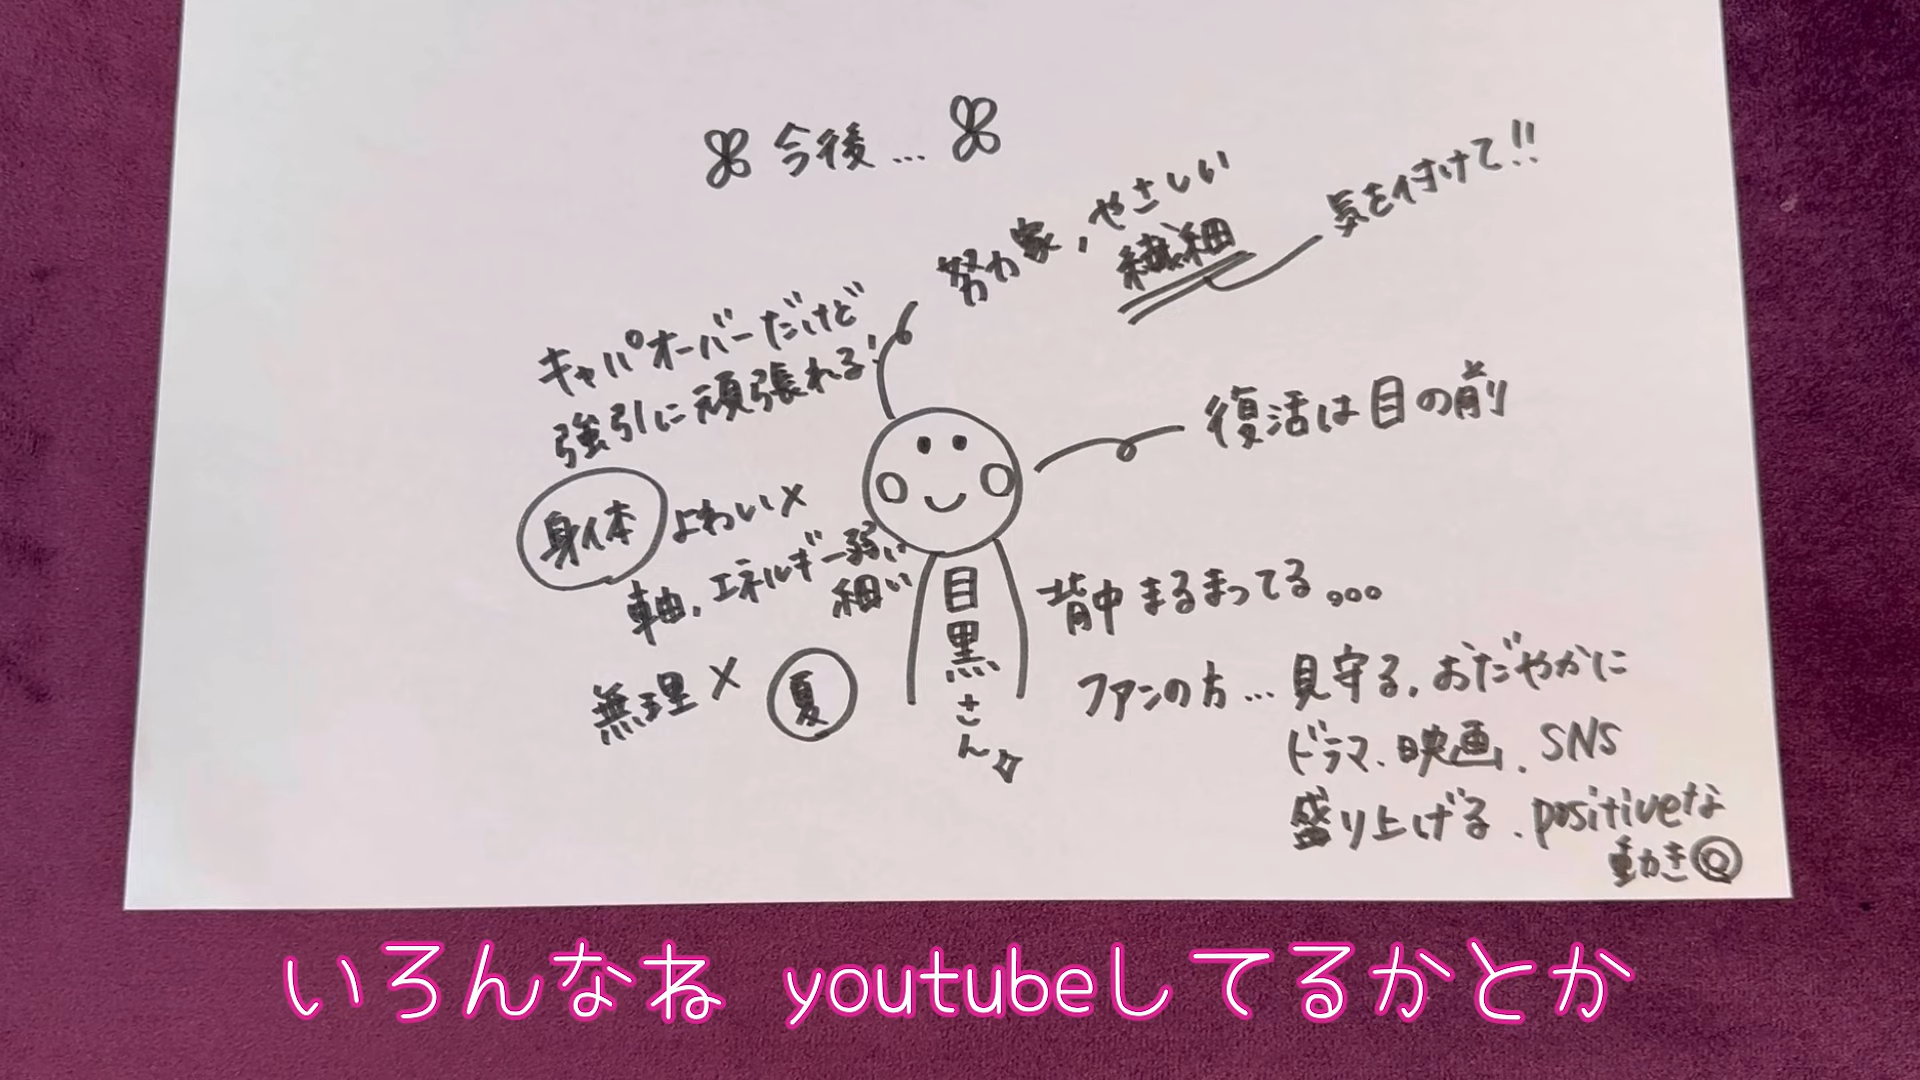 今後…
努力家、やさしい
繊細
気を付けて!!
キャパオーバーだけど
強引に頑張れる!
復活は目の前
身体 よわい×
軸、エネルギー弱い
細い
無理× 夏
目黒さん
背中まるまってる。。。
ファンの方…見守る、おだやかに
ドラマ、映画、SNS
盛り上げる、positiveな
動き◎
いろんなね youtubeしてるかとか